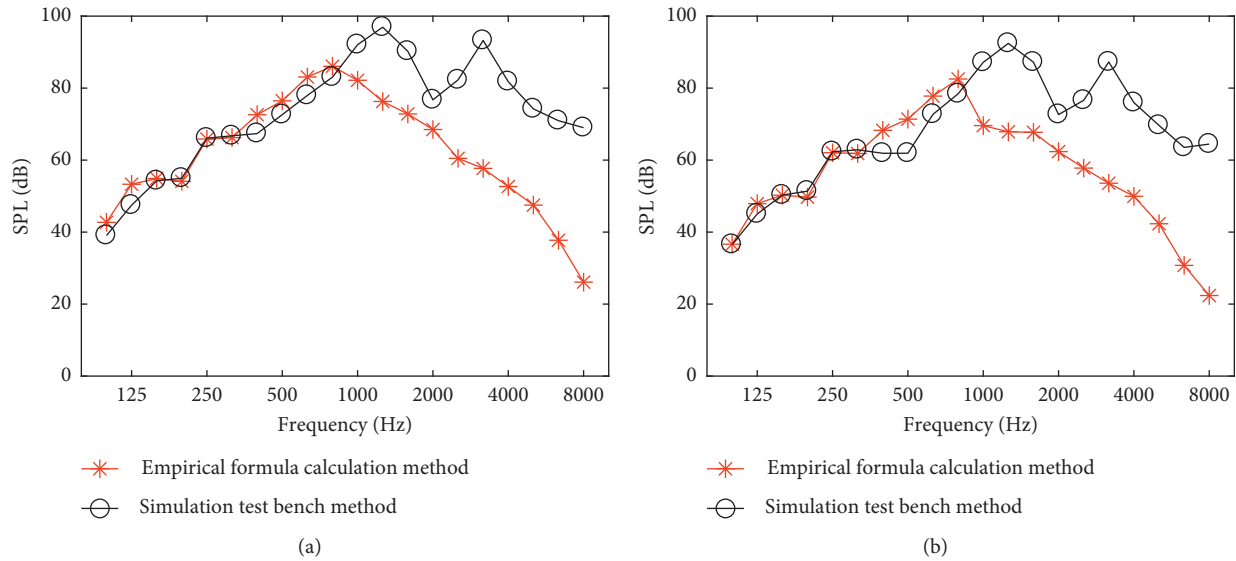 100
80
60
40
20
0
SPL (dB)
125 250 500 1000 2000 4000 8000
Frequency (Hz)
Empirical formula calculation method
Simulation test bench method
(a)
100
80
60
40
20
0
SPL (dB)
125 250 500 1000 2000 4000 8000
Frequency (Hz)
Empirical formula calculation method
Simulation test bench method
(b)